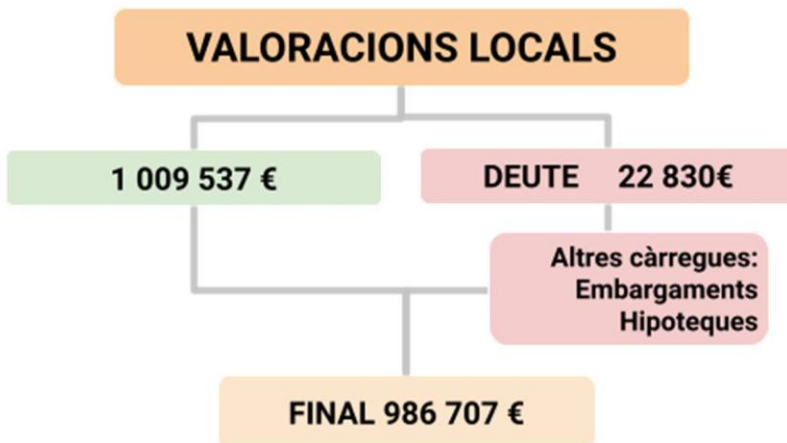 VALORACIONS LOCALS
1 009 537 €
DEUTE 22 830€
Altres càrregues:
Embargaments
Hipoteques
FINAL 986 707 €